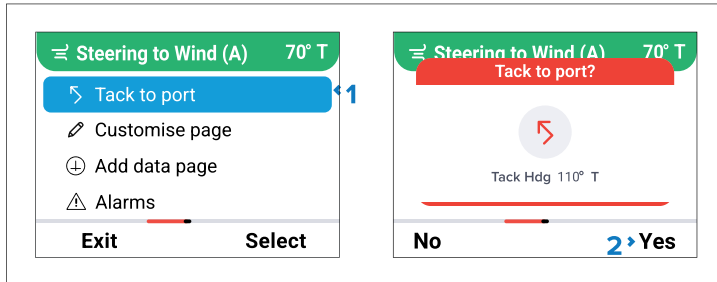 Steering to Wind (A) 70° T
Tack to port
1
Customise page
Add data page
Alarms
Exit Select
Steering to Wind (A) 70° T
Tack to port?
Tack Hdg 110° T
No 2 Yes